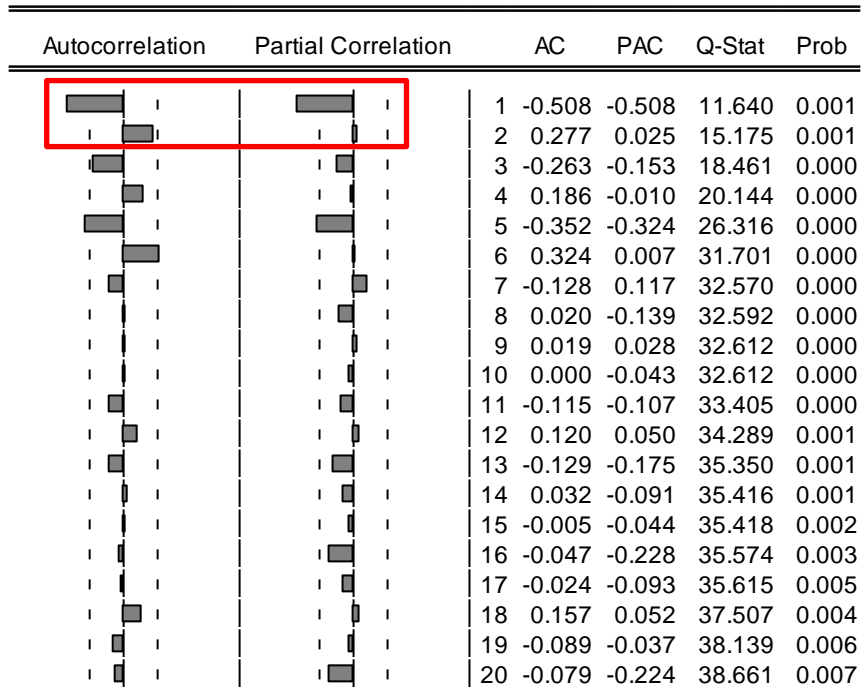 Autocorrelation Partial Correlation AC PAC Q-Stat Prob
1 -0.508 -0.508 11.640 0.001
2 0.277 0.025 15.175 0.001
3 -0.263 -0.153 18.461 0.000
4 0.186 -0.010 20.144 0.000
5 -0.352 -0.324 26.316 0.000
6 0.324 0.007 31.701 0.000
7 -0.128 0.117 32.570 0.000
8 0.020 -0.139 32.592 0.000
9 0.019 0.028 32.612 0.000
10 0.000 -0.043 32.612 0.000
11 -0.115 -0.107 33.405 0.000
12 0.120 0.050 34.289 0.001
13 -0.129 -0.175 35.350 0.001
14 0.032 -0.091 35.416 0.001
15 -0.005 -0.044 35.418 0.002
16 -0.047 -0.228 35.574 0.003
17 -0.024 -0.093 35.615 0.005
18 0.157 0.052 37.507 0.004
19 -0.089 -0.037 38.139 0.006
20 -0.079 -0.224 38.661 0.007